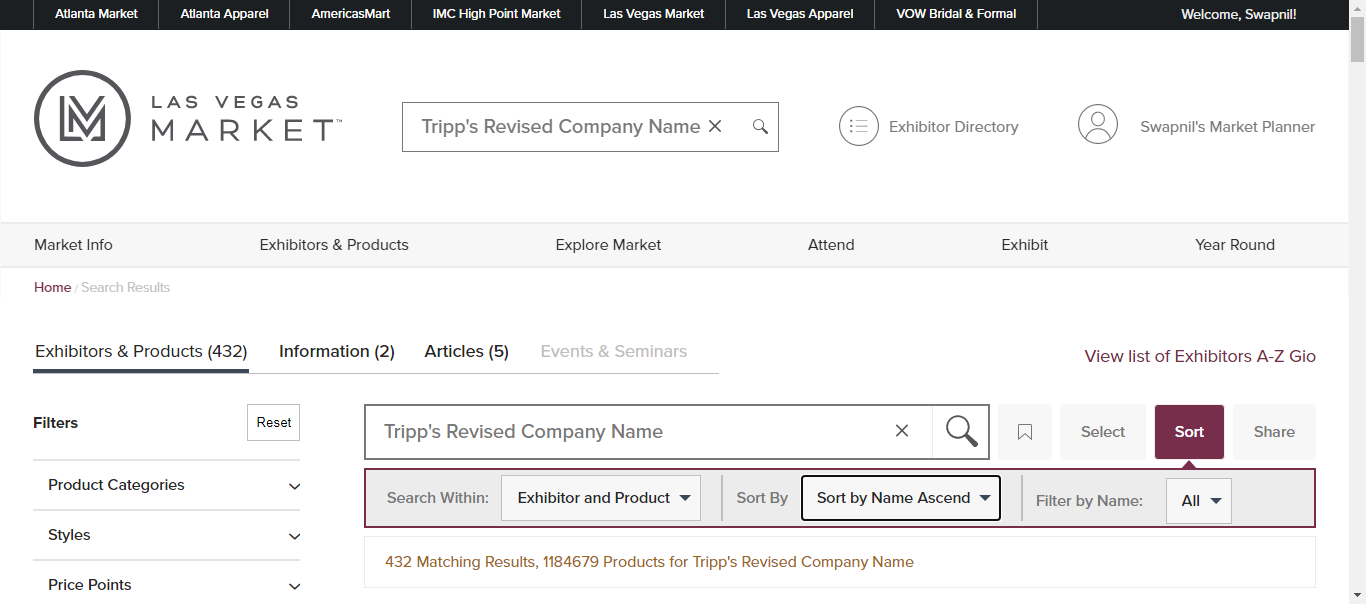 Atlanta Market Atlanta Apparel AmericasMart IMC High Point Market Las Vegas Market Las Vegas Apparel VOW Bridal & Formal Welcome, Swapnil!
LAS VEGAS
MARKET™
Tripp's Revised Company Name
Exhibitor Directory
Swapnil's Market Planner
Market Info Exhibitors & Products Explore Market Attend Exhibit Year Round
Home / Search Results
Exhibitors & Products (432) Information (2) Articles (5) Events & Seminars
View list of Exhibitors A-Z Gio
Filters Reset
Tripp's Revised Company Name
Select Sort Share
Product Categories
Search Within: Exhibitor and Product Sort By Sort by Name Ascend Filter by Name: All
Styles
432 Matching Results, 1184679 Products for Tripp's Revised Company Name
Price Points